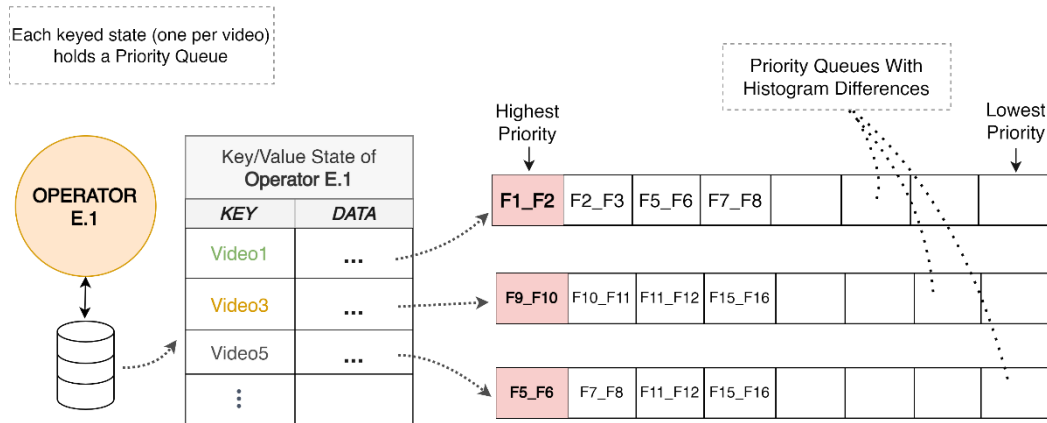 Each keyed state (one per video)
holds a Priority Queue
Priority Queues With
Histogram Differences
Highest
Priority
Lowest
Priority
OPERATOR
E.1
Key/Value State of
Operator E.1
KEY DATA
Video1 ...
Video3 ...
Video5 ...
F1_F2 F2_F3 F5_F6 F7_F8
F9_F10 F10_F11 F11_F12 F15_F16
F5_F6 F7_F8 F11_F12 F15_F16